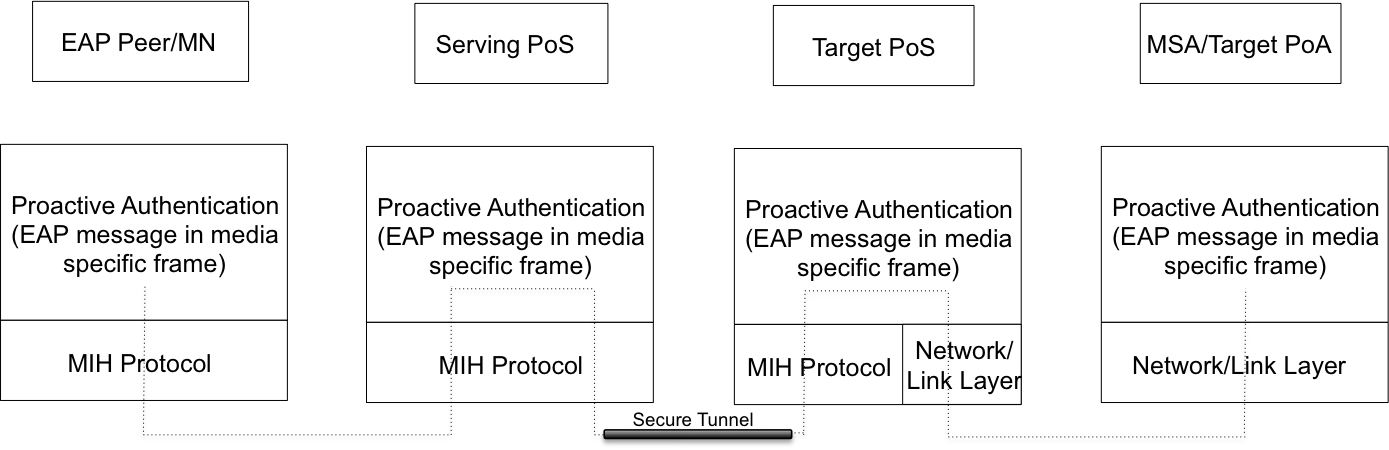 EAP Peer/MN
Serving PoS
Target PoS
MSA/Target PoA
Proactive Authentication
(EAP message in media
specific frame)
MIH Protocol
Proactive Authentication
(EAP message in media
specific frame)
MIH Protocol
Proactive Authentication
(EAP message in media
specific frame)
MIH Protocol
Network/
Link Layer
Proactive Authentication
(EAP message in media
specific frame)
Network/Link Layer
Secure Tunnel